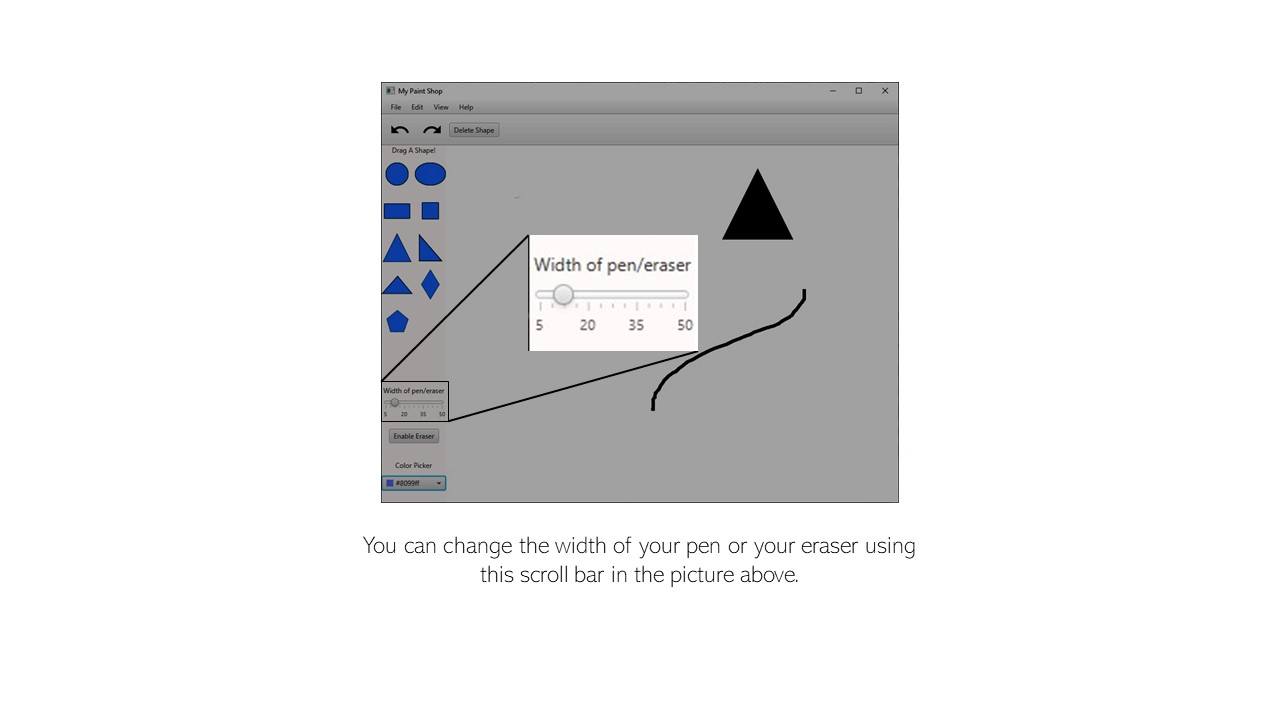 My Paint Shop
File Edit View Help
Delete Shape
Drag A Shape!
Width of pen/eraser
5 20 35 50
Width of pen/eraser
5 20 35 50
Enable Eraser
Color Picker
#8099ff
You can change the width of your pen or your eraser using
this scroll bar in the picture above.